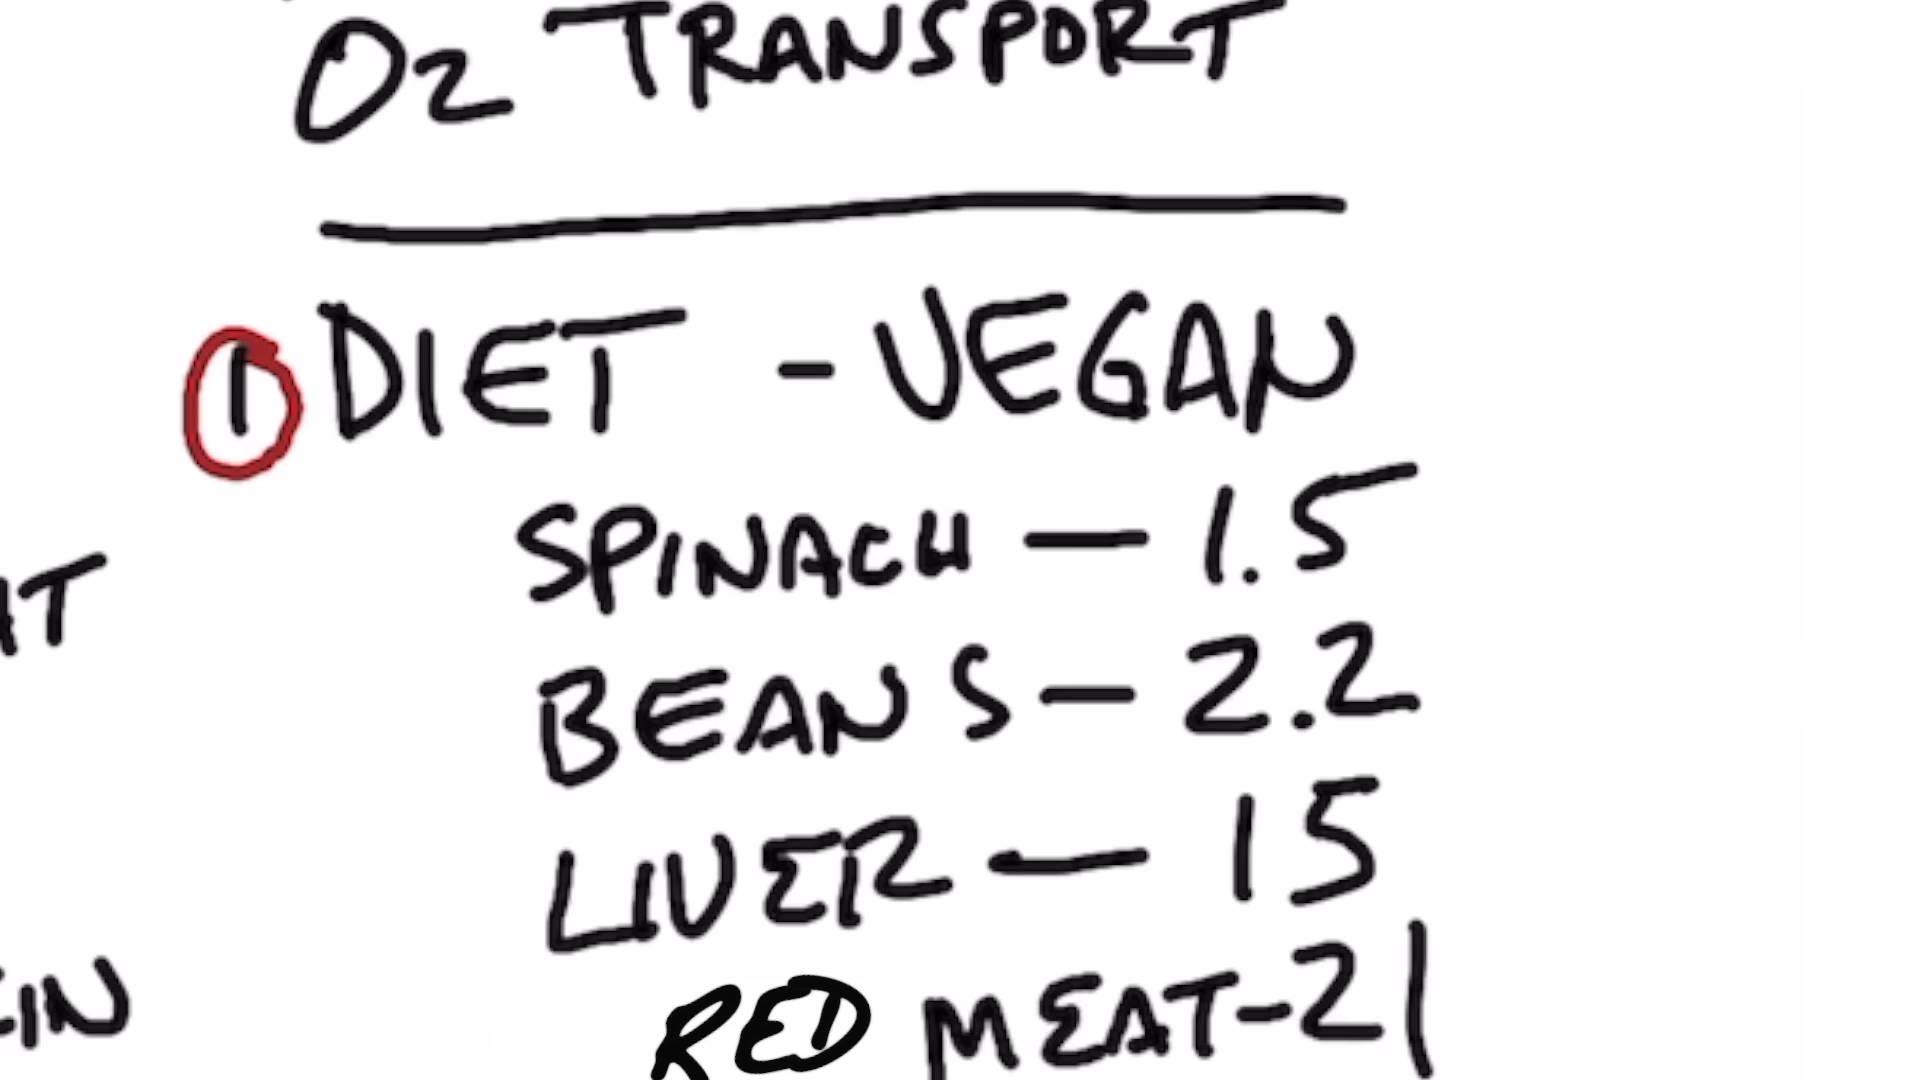 O2 TRANSPORT
1 DIET - VEGAN
SPINACH - 1.5
BEANS - 2.2
LIVER - 15
RED MEAT - 21